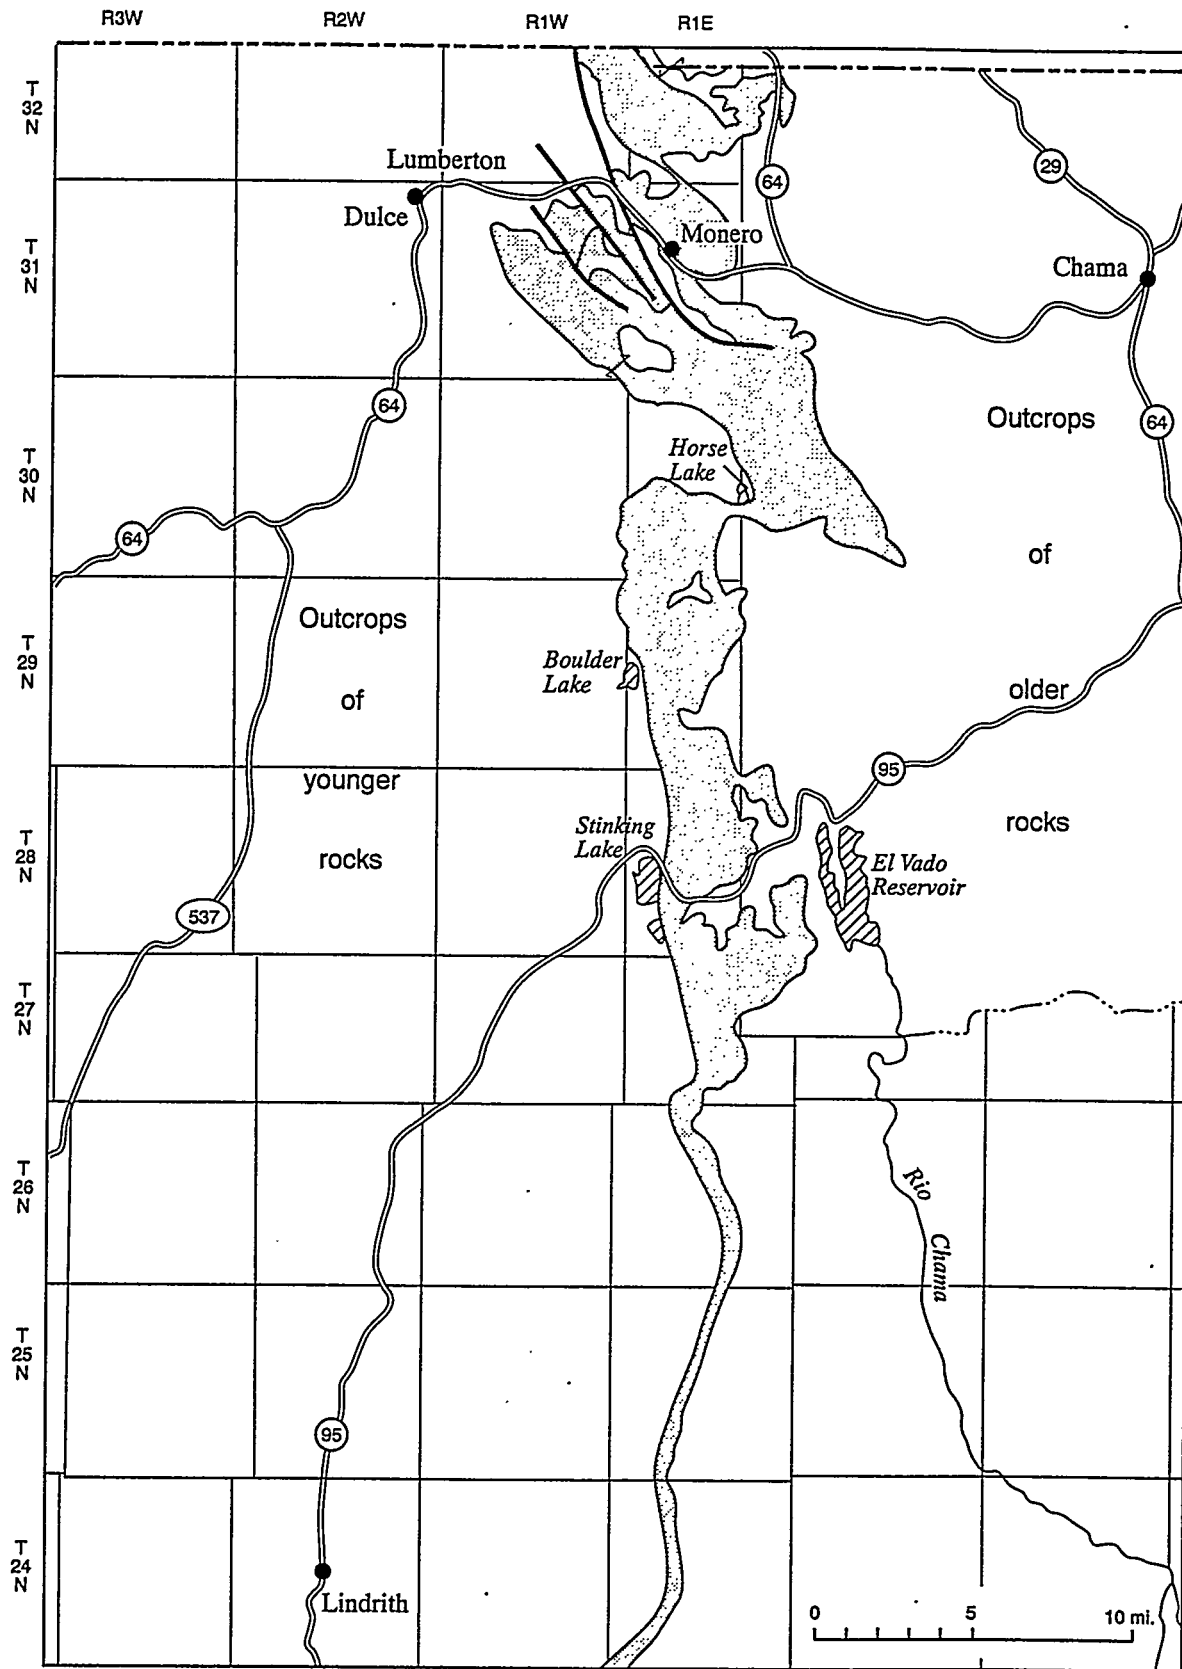 R3W R2W R1W R1E
T
32
N
29
Lumberton
64
Dulce
Monero
T
31
N
Chama
64
64
Outcrops
Horse
Lake
T
30
N
64
of
Outcrops
Boulder
Lake
T
29
N
older
of
95
younger
Stinking
Lake
rocks
T
28
N
rocks
El Vado
Reservoir
537
T
27
N
Rio
T
26
N
Chama
T
25
N
95
T
24
N
Lindrith
0 5 10 mi.